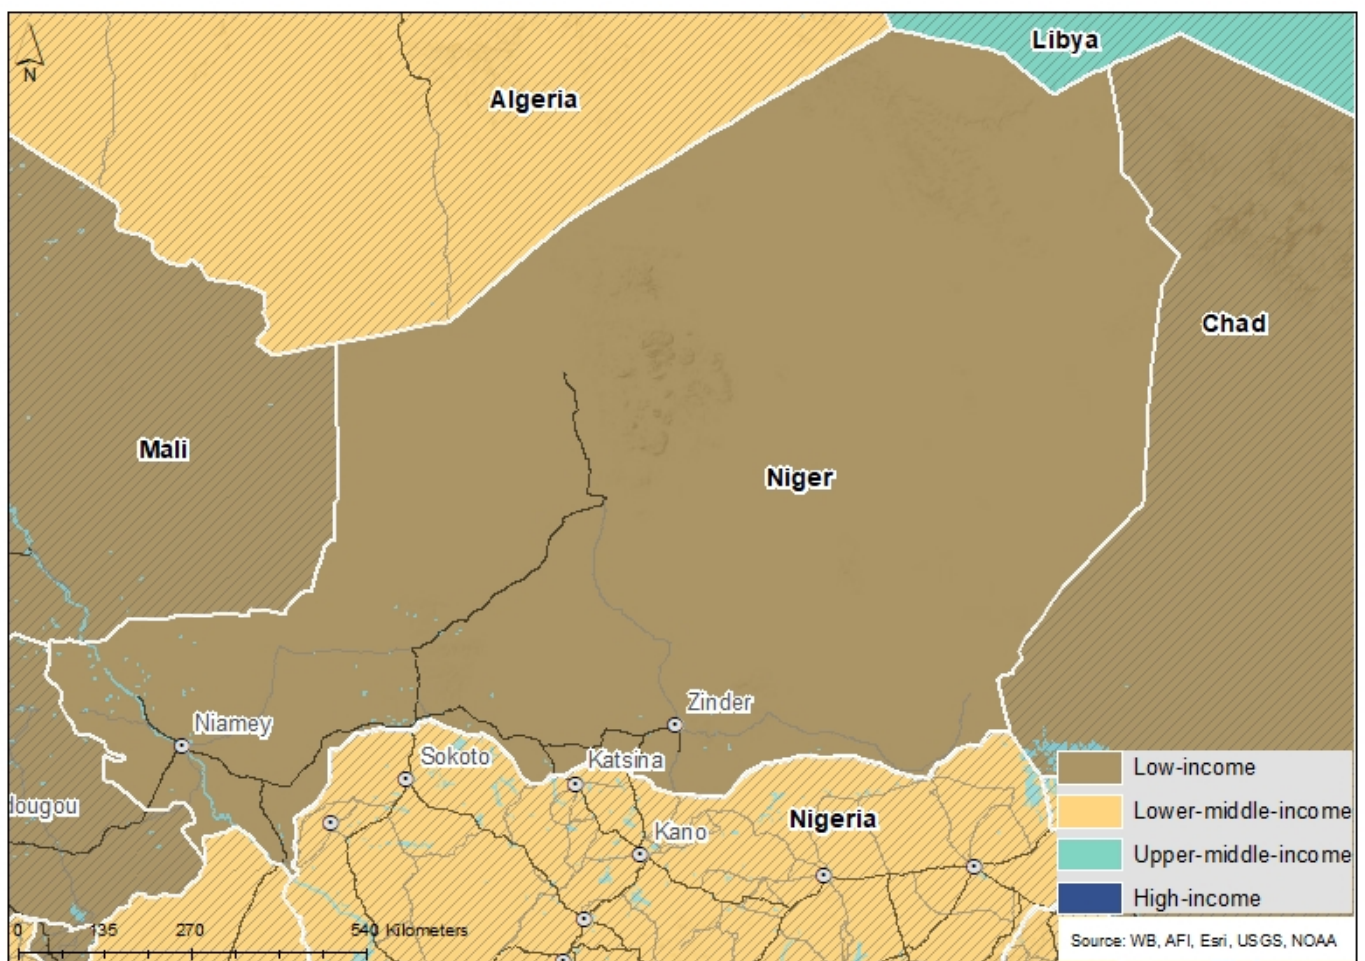 N
Libya
Algeria
Chad
Mali
Niger
Zinder
Niamey
Sokoto
Katsina
dougou
Nigeria
Kano
Low-income
Lower-middle-income
Upper-middle-income
High-income
0 135 270 540 Kilometers
Source: WB, AFI, Esri, USGS, NOAA